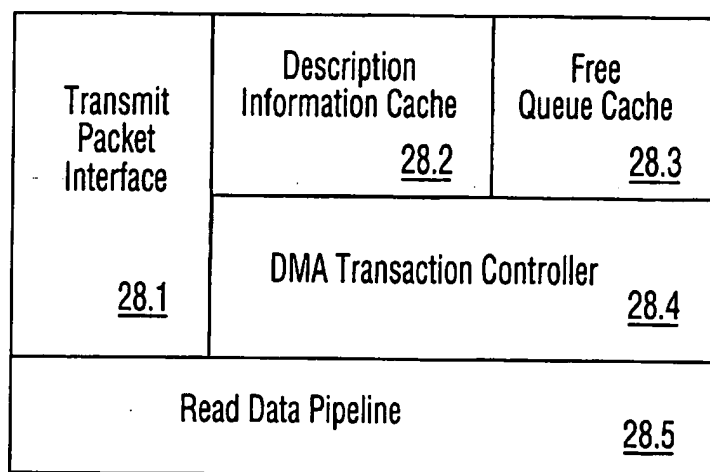 Transmit
Packet
Interface
28.1
Description
Information Cache
28.2
Free
Queue Cache
28.3
DMA Transaction Controller
28.4
Read Data Pipeline
28.5